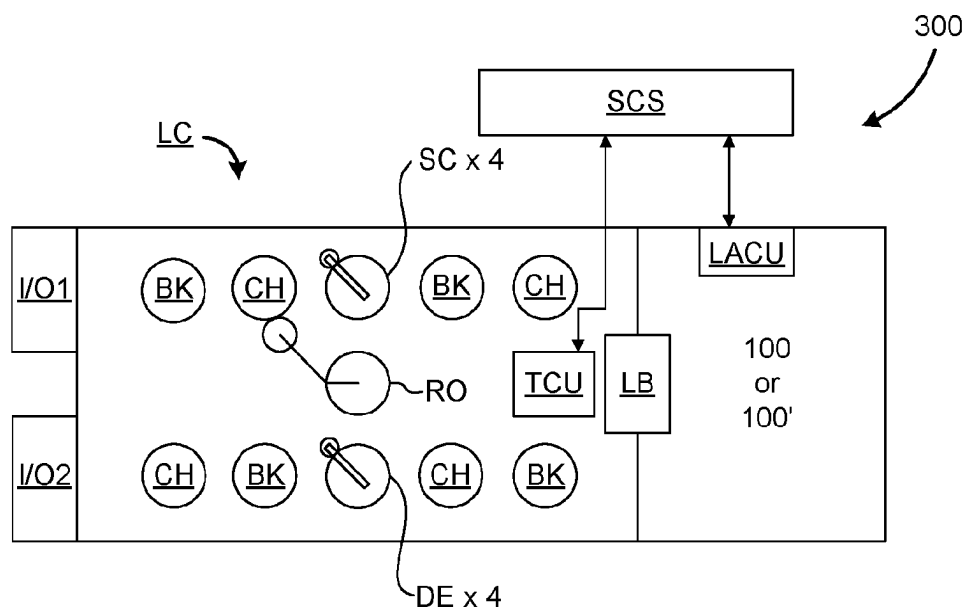 300
SCS
LC
SC x 4
LACU
I/O1
BK
CH
BK
CH
100
or
100'
TCU
LB
RO
I/O2
CH
BK
CH
BK
DE x 4